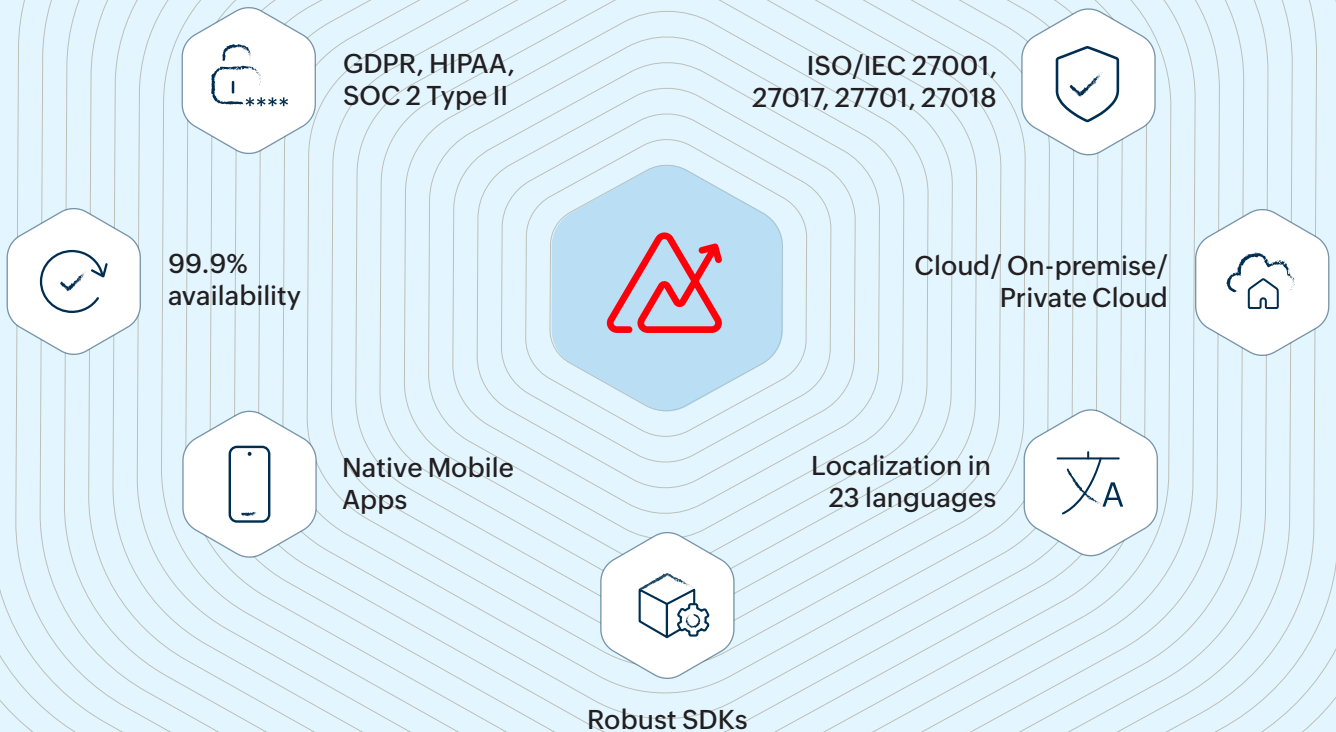 GDPR, HIPAA,
SOC 2 Type II
ISO/IEC 27001,
27017, 27701, 27018
99.9%
availability
Cloud/ On-premise/
Private Cloud
Native Mobile
Apps
Localization in
23 languages
Robust SDKs